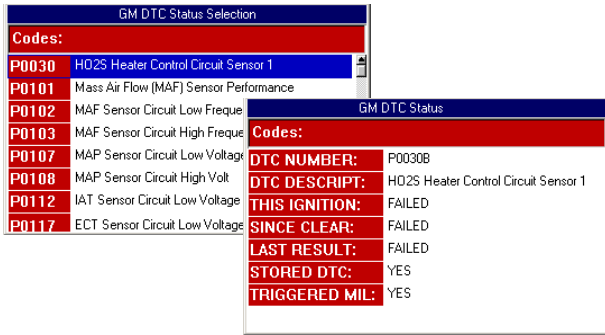 GM DTC Status Selection
Codes:
P0030 HO2S Heater Control Circuit Sensor 1
P0101 Mass Air Flow (MAF) Sensor Performance
P0102 MAF Sensor Circuit Low Freque
P0103 MAF Sensor Circuit High Freque
P0107 MAP Sensor Circuit Low Voltage
P0108 MAP Sensor Circuit High Volt
P0112 IAT Sensor Circuit Low Voltage
P0117 ECT Sensor Circuit Low Voltage
GM DTC Status
Codes:
DTC NUMBER: P0030B
DTC DESCRIPT: HO2S Heater Control Circuit Sensor 1
THIS IGNITION: FAILED
SINCE CLEAR: FAILED
LAST RESULT: FAILED
STORED DTC: YES
TRIGGERED MIL: YES